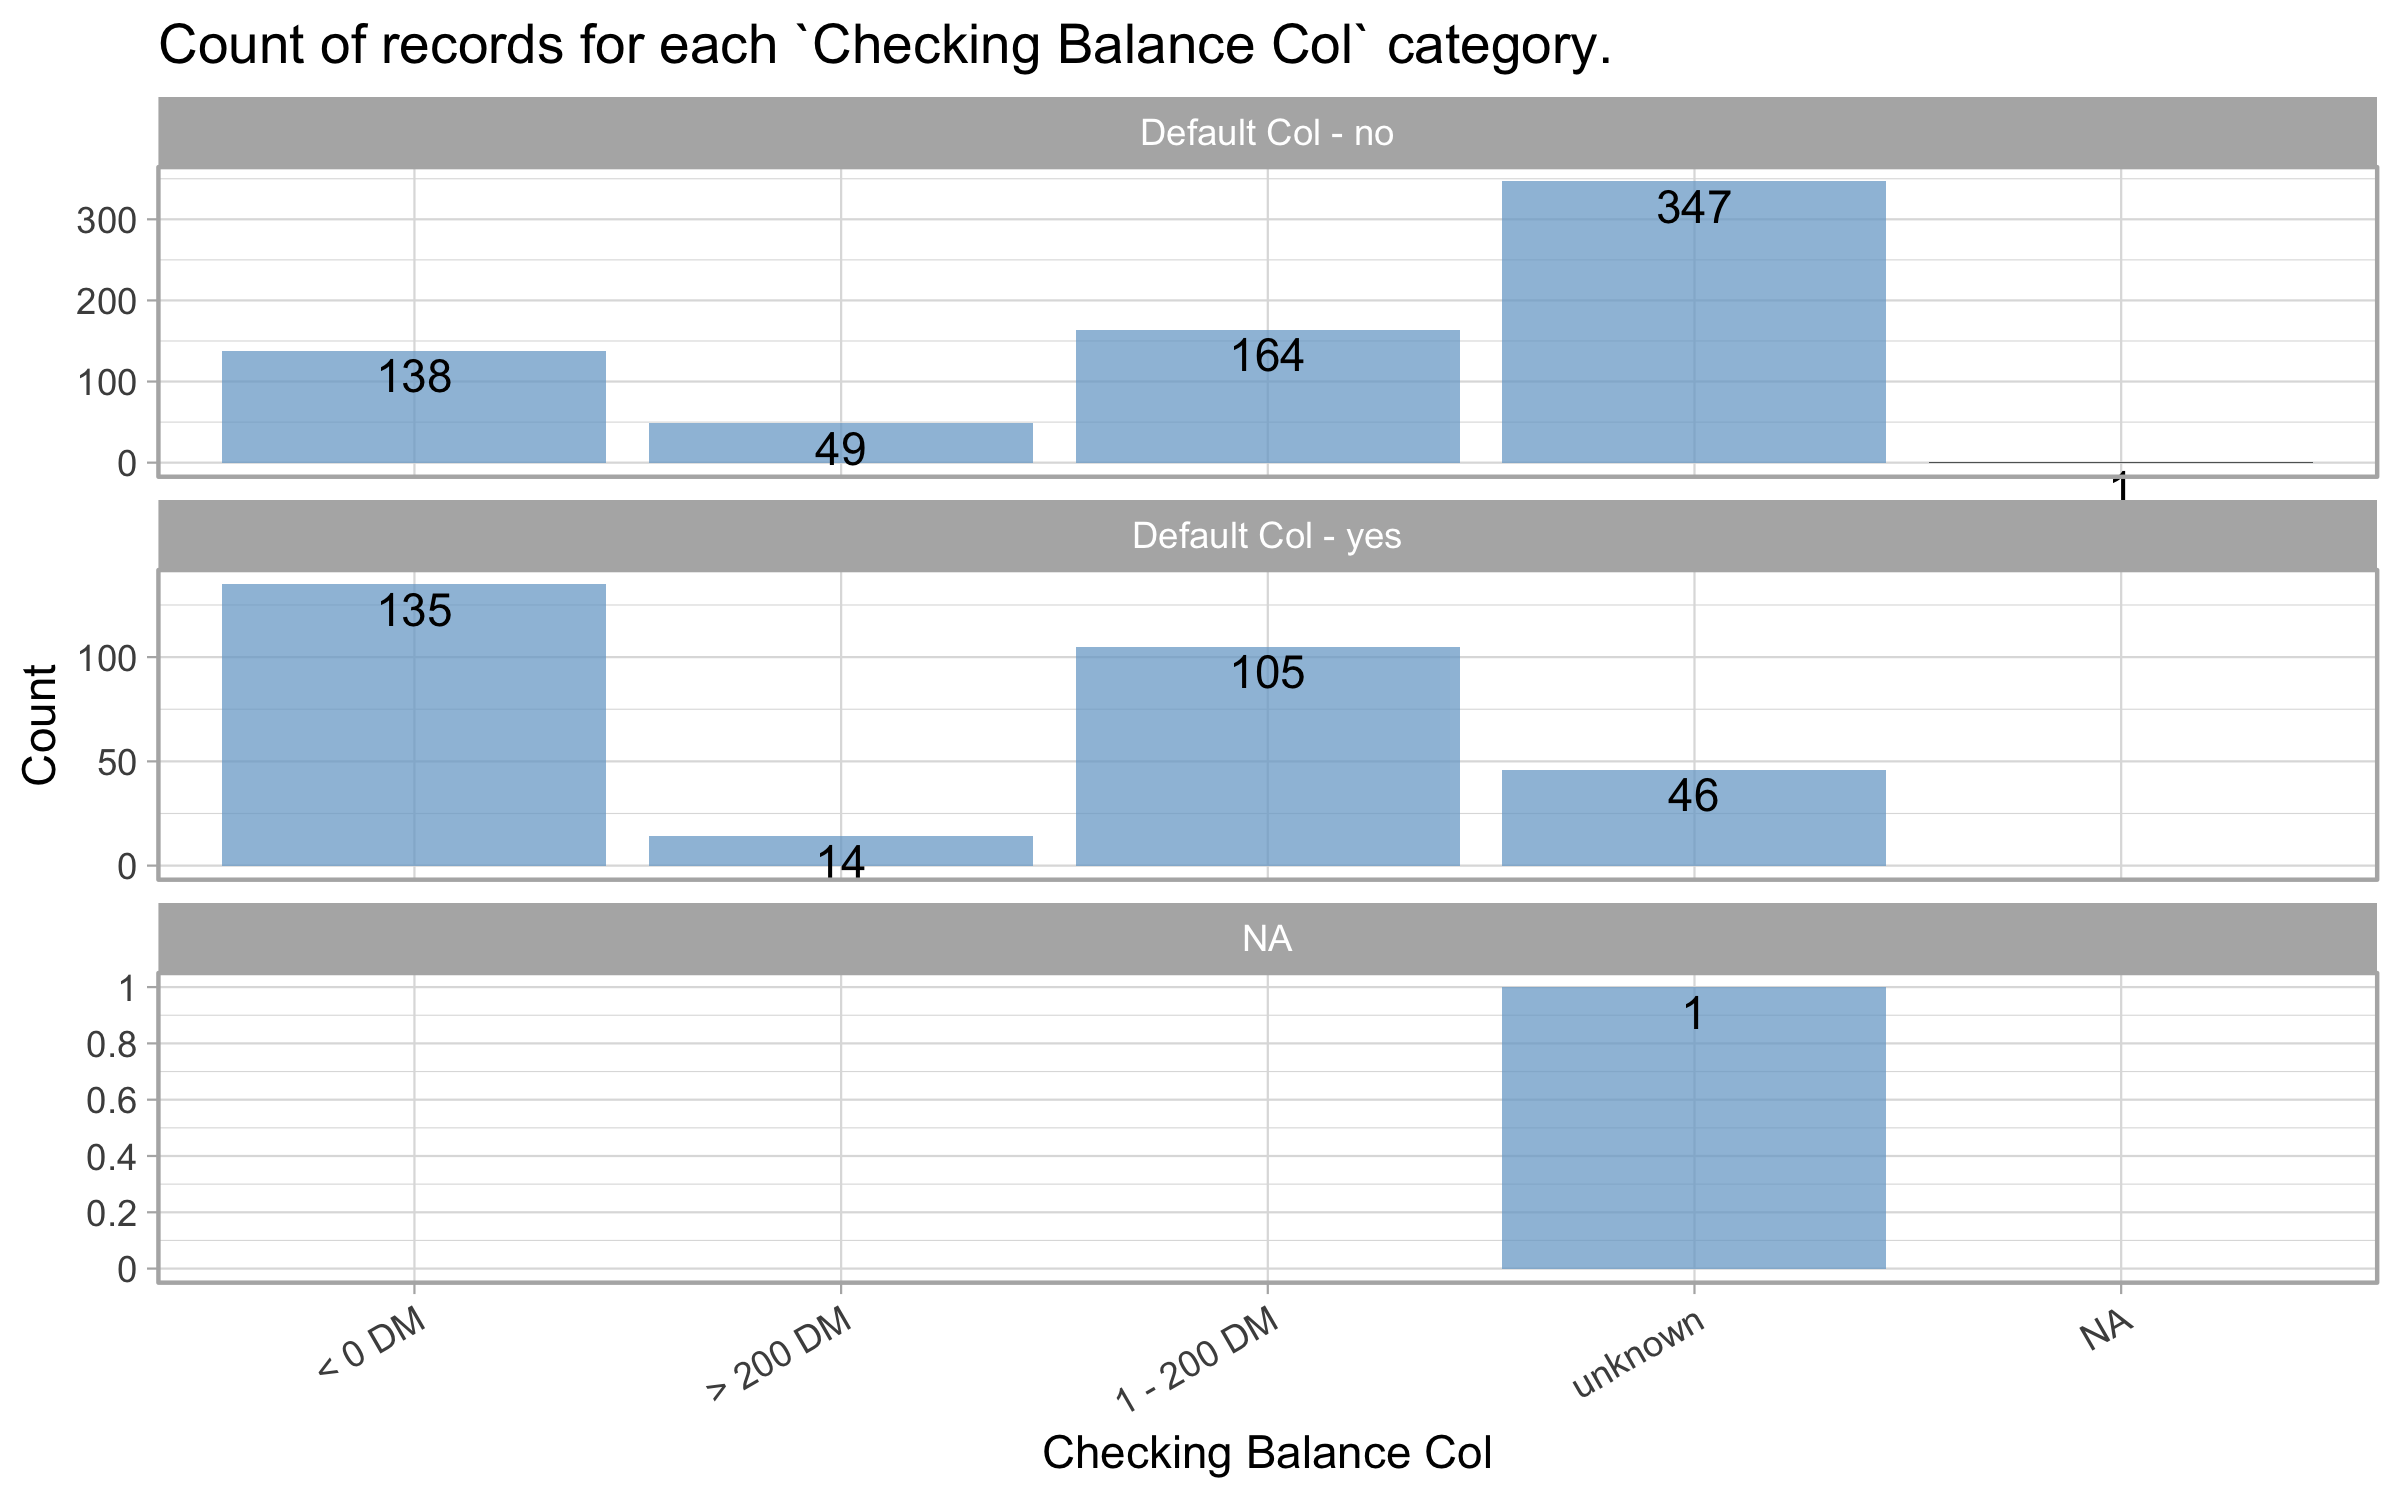 Count of records for each `Checking Balance Col` category.
Default Col - no
300
200
100
0
138
49
164
347
1
Default Col - yes
100
50
0
135
14
105
46
Count
NA
1
0.8
0.6
0.4
0.2
0
1
< 0 DM
> 200 DM
1 - 200 DM
unknown
NA
Checking Balance Col